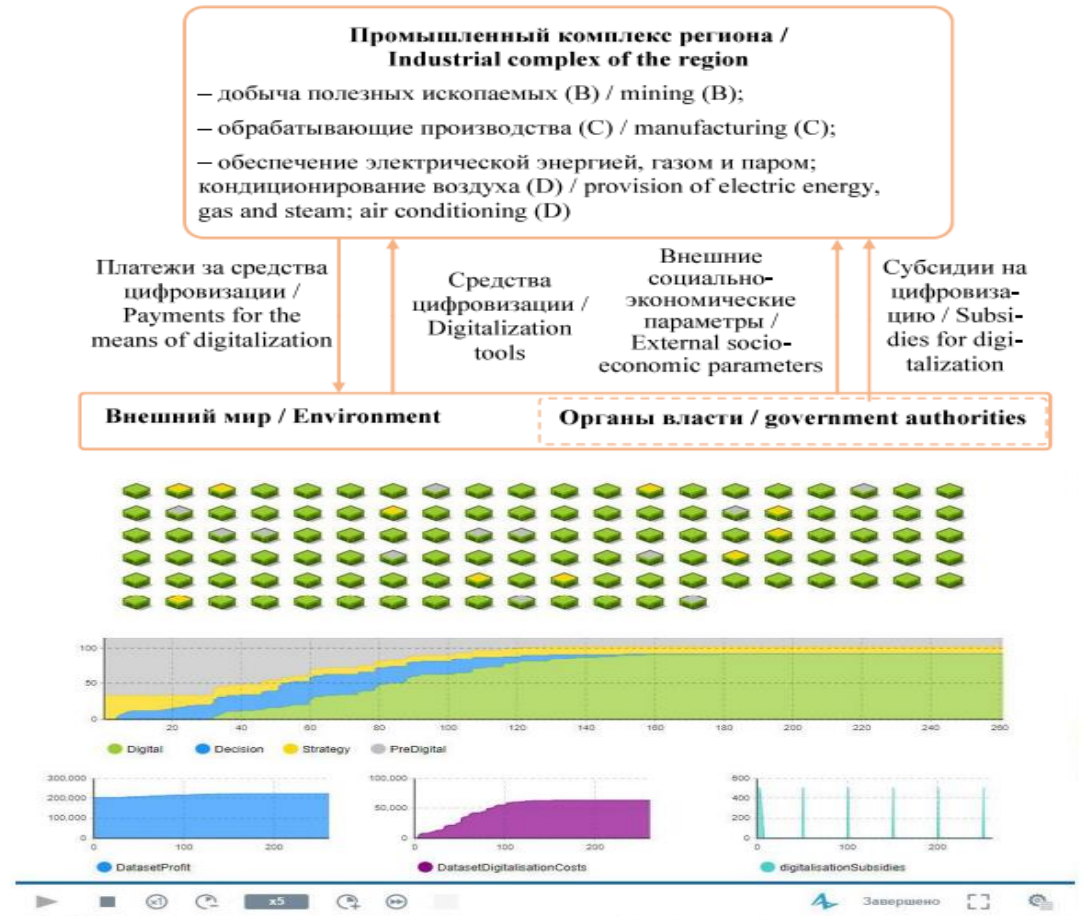 Промышленный комплекс региона /
Industrial complex of the region
– добыча полезных ископаемых (B) / mining (B);
– обрабатывающие производства (C) / manufacturing (C);
– обеспечение электрической энергией, газом и паром;
кондиционирование воздуха (D) / provision of electric energy,
gas and steam; air conditioning (D)
Платежи за средства
цифровизации /
Payments for the
means of digitalization
Средства
цифровизации /
Digitalization
tools
Внешние
социально-
экономические
параметры /
External socio-
economic parameters
Субсидии на
цифровиза-
цию / Subsi-
dies for digi-
talization
Внешний мир / Environment
Органы власти / government authorities
100
50
0
20 40 60 80 100 120 140 160 180 200 220 240 260
Digital Decision Strategy PreDigital
300,000
200,000
100,000
0
0 100 200
DatasetProfit
100,000
50,000
0
0 100 200
DatasetDigitalisationCosts
600
400
200
0
0 100 200
digitalisationSubsidies
x1
x5
Завершено